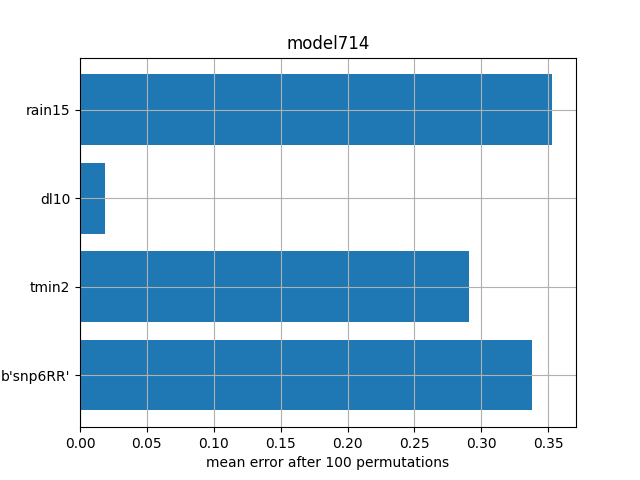 model714
rain15
dl10
tmin2
b'snp6RR'
0.00 0.05 0.10 0.15 0.20 0.25 0.30 0.35
mean error after 100 permutations